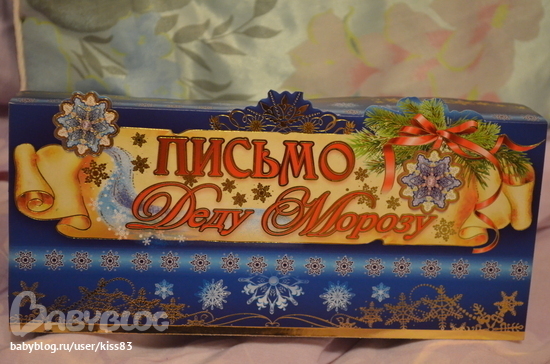 ПИСЬМО
Деду Морозу
BABYBLOG
babyblog.ru/user/kiss83